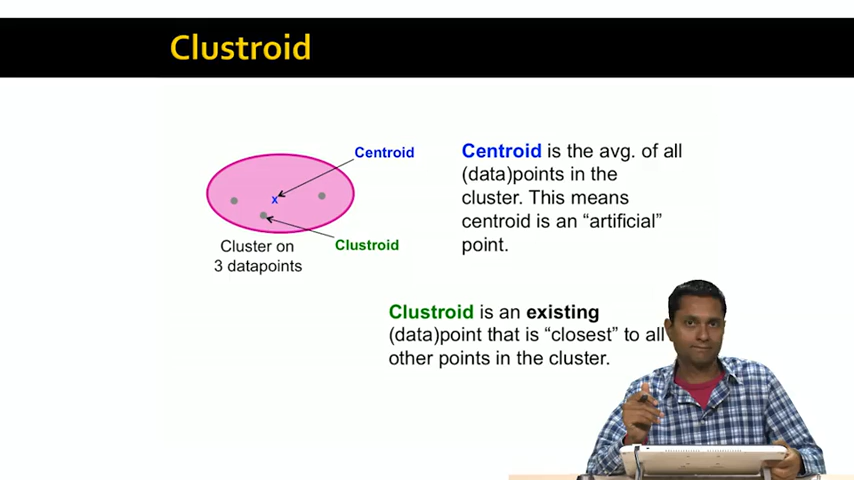 Clustroid
Centroid
Cluster on
3 datapoints
Clustroid
Centroid is the avg. of all
(data)points in the
cluster. This means
centroid is an “artificial”
point.
Clustroid is an existing
(data)point that is “closest” to all
other points in the cluster.
X